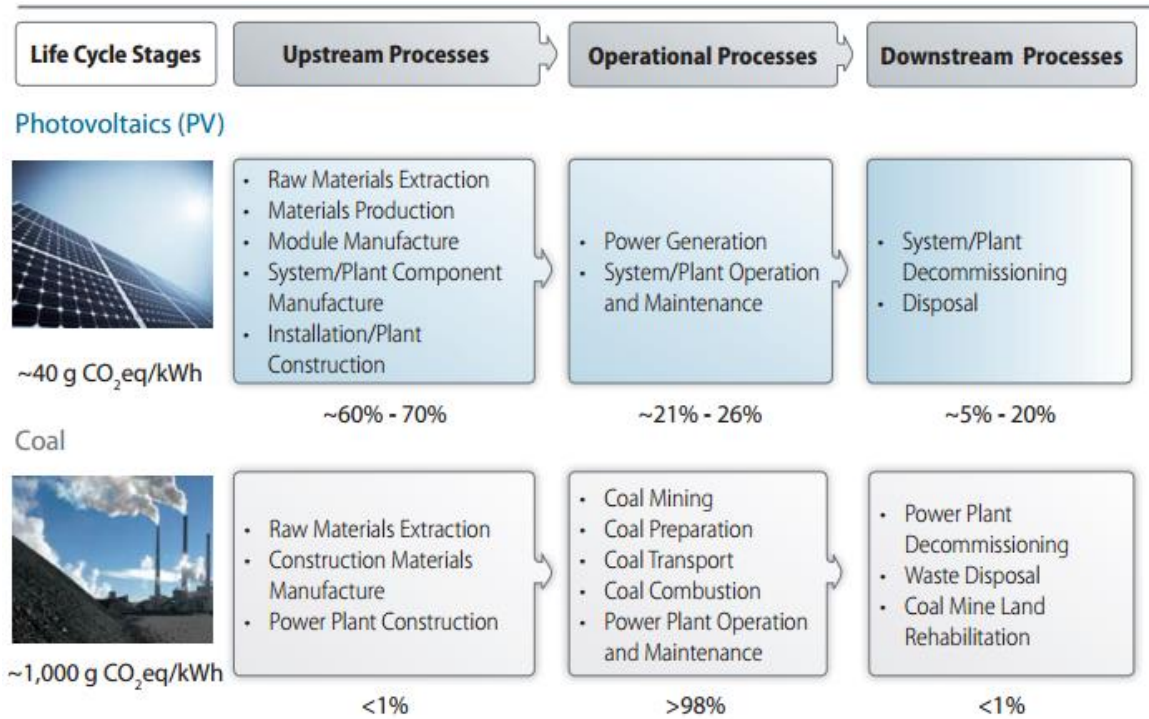 Life Cycle Stages
Upstream Processes
Operational Processes
Downstream Processes
Photovoltaics (PV)
• Raw Materials Extraction
• Materials Production
• Module Manufacture
• System/Plant Component
Manufacture
• Installation/Plant
Construction
• Power Generation
• System/Plant Operation
and Maintenance
• System/Plant
Decommissioning
• Disposal
~40 g CO₂eq/kWh
~60% - 70%
~21% - 26%
~5% - 20%
Coal
• Raw Materials Extraction
• Construction Materials
Manufacture
• Power Plant Construction
• Coal Mining
• Coal Preparation
• Coal Transport
• Coal Combustion
• Power Plant Operation
and Maintenance
• Power Plant
Decommissioning
• Waste Disposal
• Coal Mine Land
Rehabilitation
~1,000 g CO₂eq/kWh
<1%
>98%
<1%